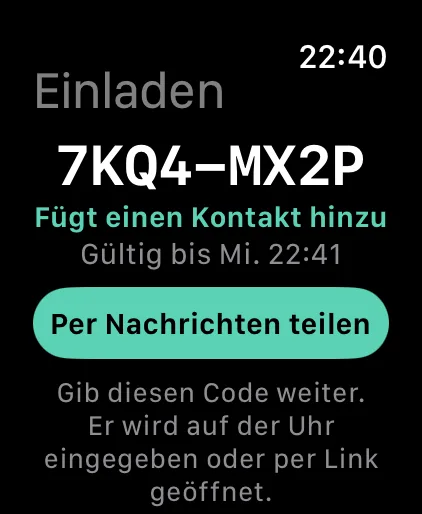 22:40
Einladen
7KQ4–MX2P
Fügt einen Kontakt hinzu
Gültig bis Mi. 22:41
Per Nachrichten teilen
Gib diesen Code weiter.
Er wird auf der Uhr
eingegeben oder per Link
geöffnet.